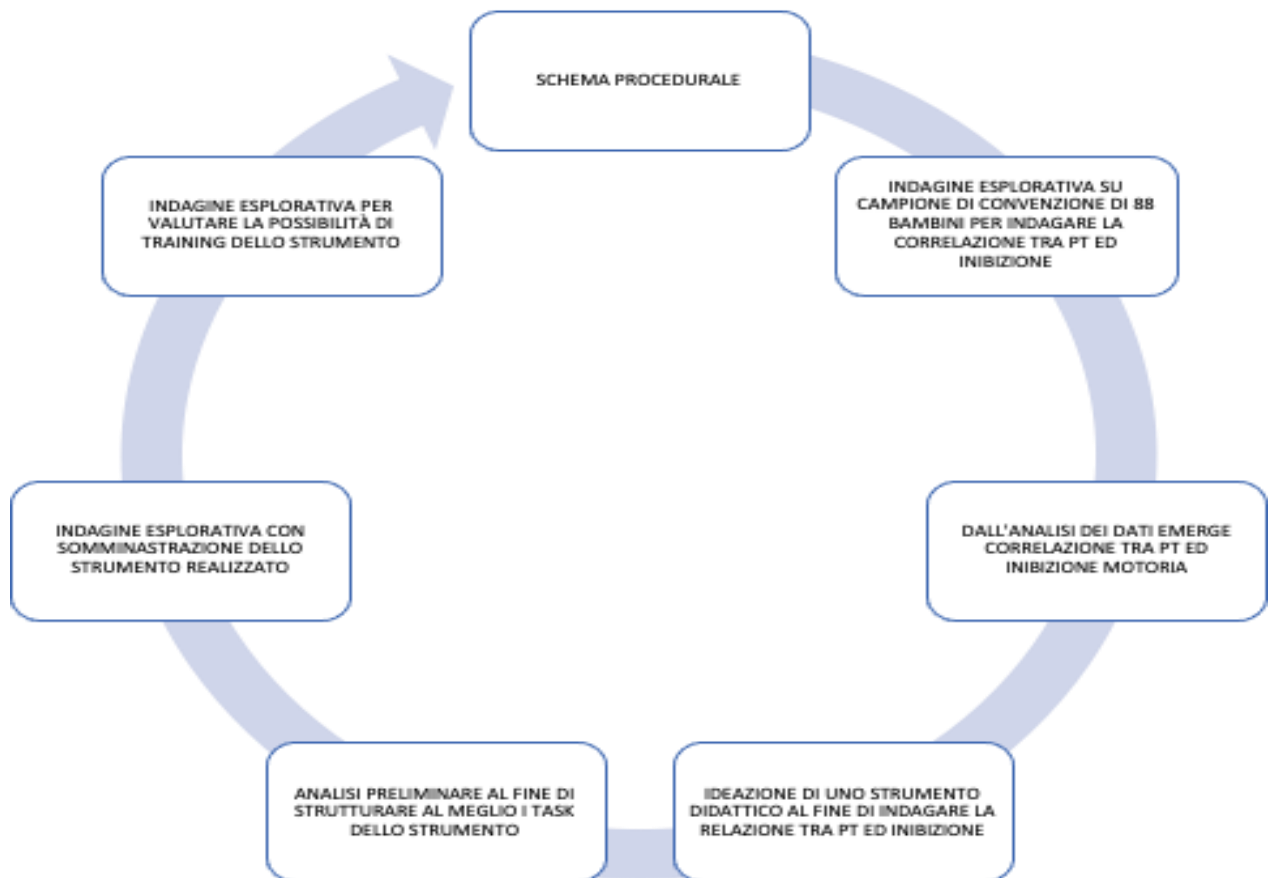 SCHEMA PROCEDURALE
INDAGINE ESPLORATIVA SU
CAMPIONE DI CONVENZIONE DI 88
BAMBINI PER INDAGARE LA
CORRELAZIONE TRA PT ED
INIBIZIONE
DALL'ANALISI DEI DATI EMERGE
CORRELAZIONE TRA PT ED
INIBIZIONE MOTORIA
IDEAZIONE DI UNO STRUMENTO
DIDATTICO AL FINE DI INDAGARE LA
RELAZIONE TRA PT ED INIBIZIONE
ANALISI PRELIMINARE AL FINE DI
STRUTTURARE AL MEGLIO I TASK
DELLO STRUMENTO
INDAGINE ESPLORATIVA CON
SOMMINASTRAZIONE DELLO
STRUMENTO REALIZZATO
INDAGINE ESPLORATIVA PER
VALUTARE LA POSSIBILITÀ DI
TRAINING DELLO STRUMENTO